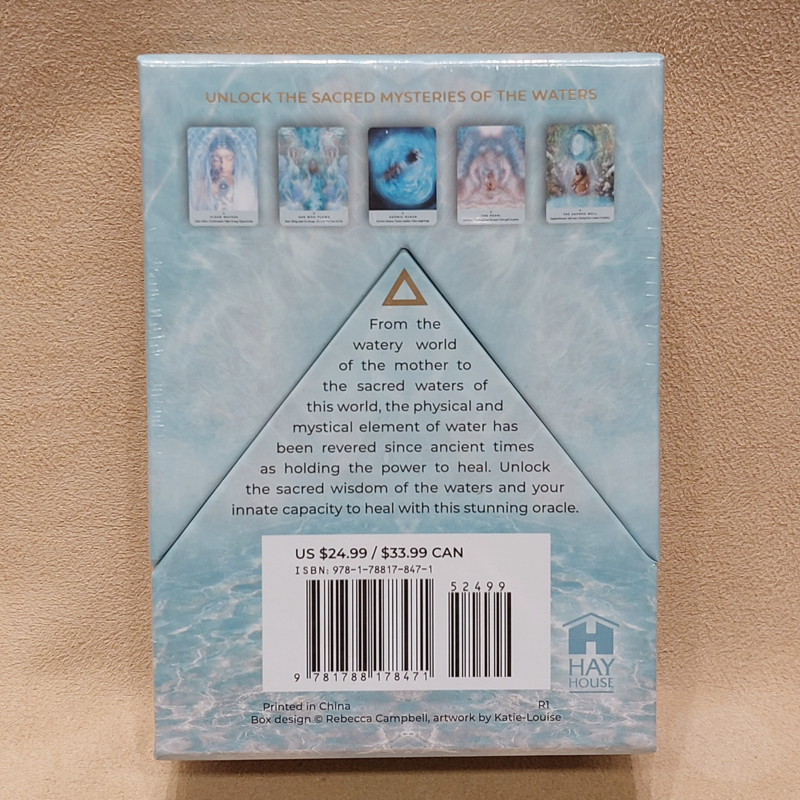 UNLOCK THE SACRED MYSTERIES OF THE WATERS
THE SACRED WELL
From the
watery world
of the mother to
the sacred waters of
this world, the physical and
mystical element of water has
been revered since ancient times
as holding the power to heal. Unlock
the sacred wisdom of the waters and your
innate capacity to heal with this stunning oracle.
US $24.99 / $33.99 CAN
ISBN: 978-1-78817-847-1
52499
9 781788 178471
HAY
HOUSE
Printed in China R1
Box design © Rebecca Campbell, artwork by Katie-Louise